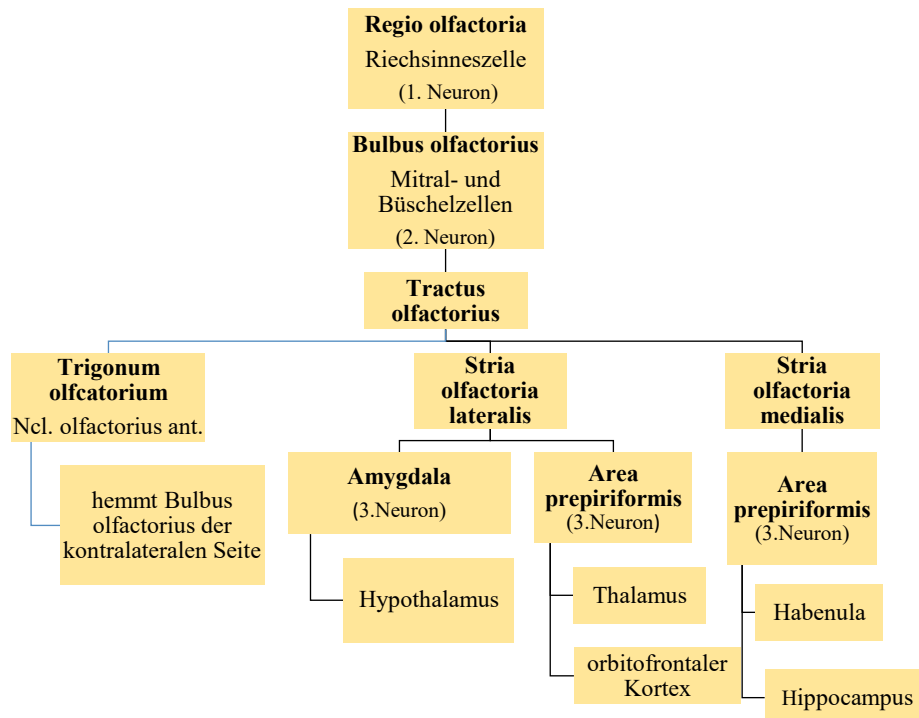 Regio olfactoria
Riechsinneszelle
(1. Neuron)
Bulbus olfactorius
Mitral- und
Büschelzellen
(2. Neuron)
Tractus
olfactorius
Trigonum
olfcatorium
Ncl. olfactorius ant.
hemmt Bulbus
olfactorius der
kontralateralen Seite
Stria
olfactoria
lateralis
Amygdala
(3.Neuron)
Hypothalamus
Area
prepiriformis
(3.Neuron)
Thalamus
orbitofrontaler
Kortex
Stria
olfactoria
medialis
Area
prepiriformis
(3.Neuron)
Habenula
Hippocampus